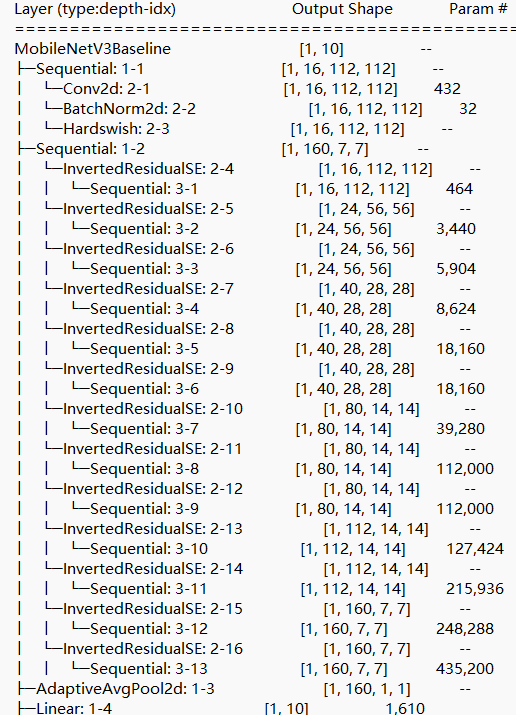 Layer (type:depth-idx) Output Shape Param #
==========================================================
MobileNetV3Baseline [1, 10] --
├─Sequential: 1-1 [1, 16, 112, 112] --
│ └─Conv2d: 2-1 [1, 16, 112, 112] 432
│ └─BatchNorm2d: 2-2 [1, 16, 112, 112] 32
│ └─Hardswish: 2-3 [1, 16, 112, 112] --
├─Sequential: 1-2 [1, 160, 7, 7] --
│ └─InvertedResidualSE: 2-4 [1, 16, 112, 112] --
│ │ └─Sequential: 3-1 [1, 16, 112, 112] 464
│ └─InvertedResidualSE: 2-5 [1, 24, 56, 56] --
│ │ └─Sequential: 3-2 [1, 24, 56, 56] 3,440
│ └─InvertedResidualSE: 2-6 [1, 24, 56, 56] --
│ │ └─Sequential: 3-3 [1, 24, 56, 56] 5,904
│ └─InvertedResidualSE: 2-7 [1, 40, 28, 28] --
│ │ └─Sequential: 3-4 [1, 40, 28, 28] 8,624
│ └─InvertedResidualSE: 2-8 [1, 40, 28, 28] --
│ │ └─Sequential: 3-5 [1, 40, 28, 28] 18,160
│ └─InvertedResidualSE: 2-9 [1, 40, 28, 28] --
│ │ └─Sequential: 3-6 [1, 40, 28, 28] 18,160
│ └─InvertedResidualSE: 2-10 [1, 80, 14, 14] --
│ │ └─Sequential: 3-7 [1, 80, 14, 14] 39,280
│ └─InvertedResidualSE: 2-11 [1, 80, 14, 14] --
│ │ └─Sequential: 3-8 [1, 80, 14, 14] 112,000
│ └─InvertedResidualSE: 2-12 [1, 80, 14, 14] --
│ │ └─Sequential: 3-9 [1, 80, 14, 14] 112,000
│ └─InvertedResidualSE: 2-13 [1, 112, 14, 14] --
│ │ └─Sequential: 3-10 [1, 112, 14, 14] 127,424
│ └─InvertedResidualSE: 2-14 [1, 112, 14, 14] --
│ │ └─Sequential: 3-11 [1, 112, 14, 14] 215,936
│ └─InvertedResidualSE: 2-15 [1, 160, 7, 7] --
│ │ └─Sequential: 3-12 [1, 160, 7, 7] 248,288
│ └─InvertedResidualSE: 2-16 [1, 160, 7, 7] --
│ │ └─Sequential: 3-13 [1, 160, 7, 7] 435,200
├─AdaptiveAvgPool2d: 1-3 [1, 160, 1, 1] --
├─Linear: 1-4 [1, 10] 1,610